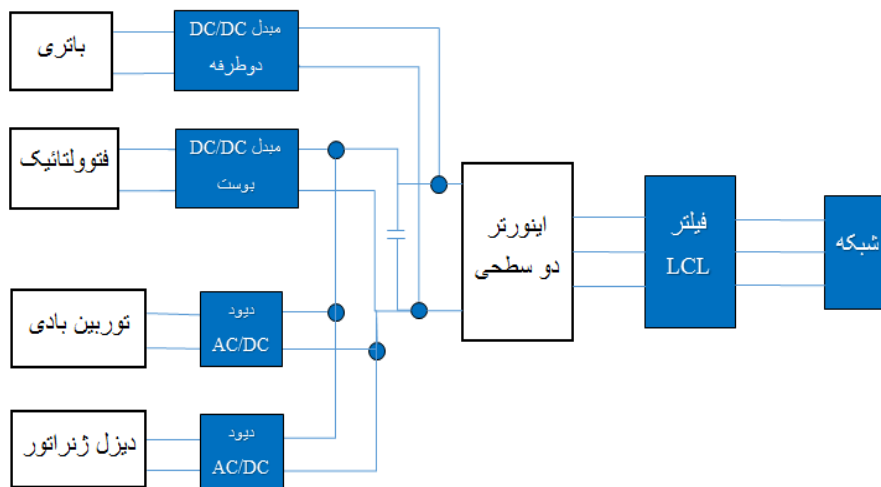 باتری
مبدل DC/DC
دوطرفه
فتوولتائیک
مبدل DC/DC
بوست
اینورتر
دو سطحی
فیلتر
LCL
شبکه
توربین بادی
دیود
AC/DC
دیزل ژنراتور
دیود
AC/DC